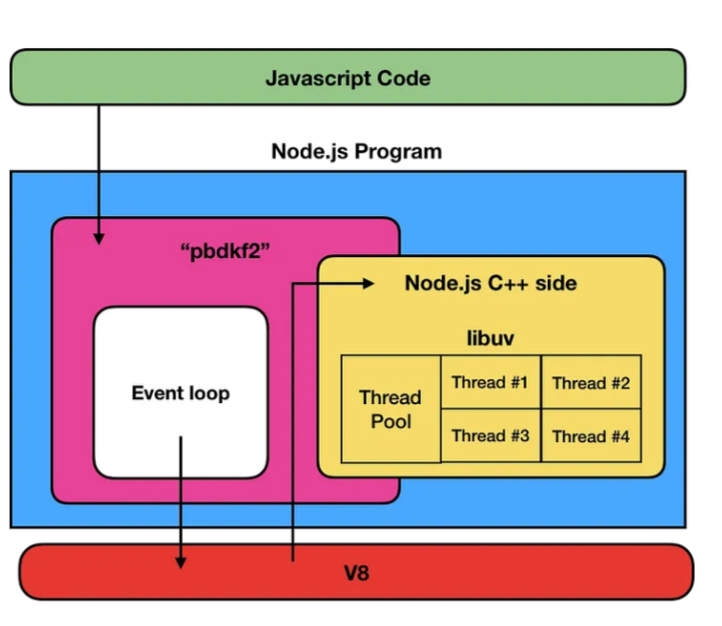 Javascript Code
Node.js Program
“pbdkf2”
Node.js C++ side
libuv
Event loop
Thread
Pool
Thread #1
Thread #2
Thread #3
Thread #4
V8